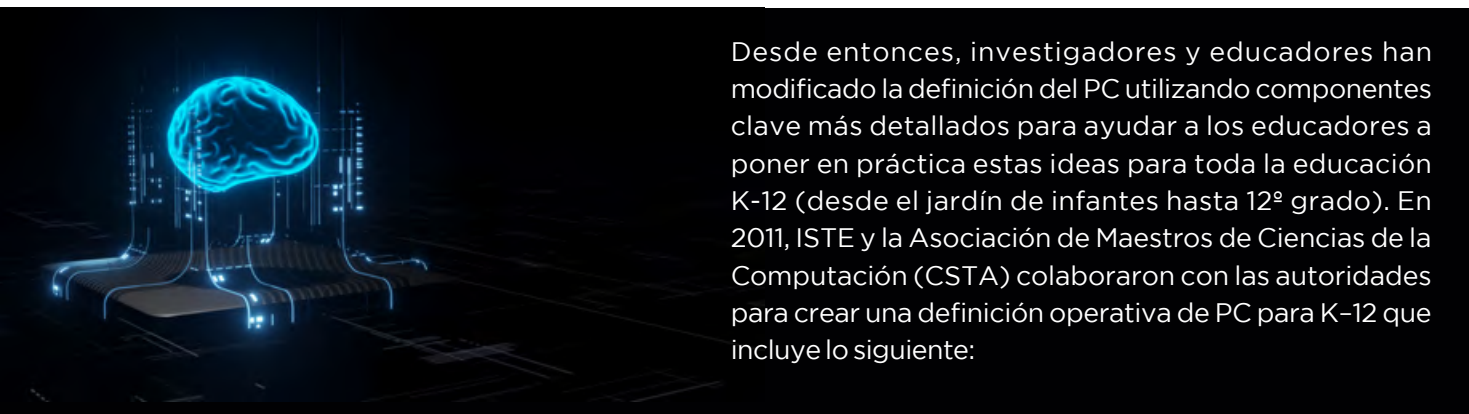 Desde entonces, investigadores y educadores han
modificado la definición del PC utilizando componentes
clave más detallados para ayudar a los educadores a
poner en práctica estas ideas para toda la educación
K-12 (desde el jardín de infantes hasta 12º grado). En
2011, ISTE y la Asociación de Maestros de Ciencias de la
Computación (CSTA) colaboraron con las autoridades
para crear una definición operativa de PC para K–12 que
incluye lo siguiente: